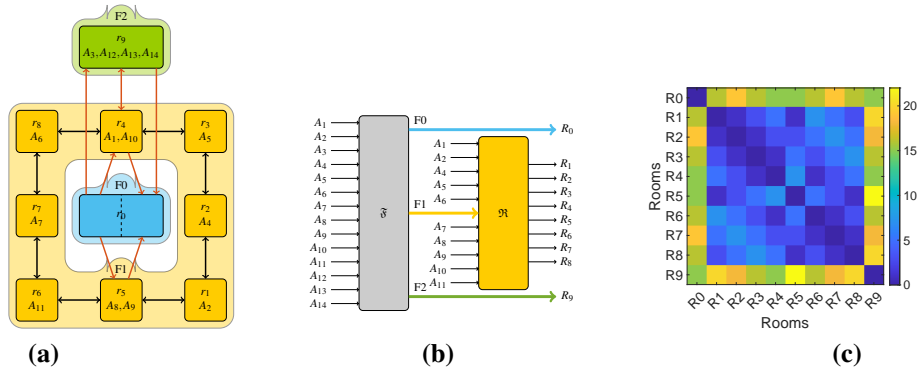 F2
r9
A3, A12, A13, A14
r8
A6
r4
A1, A10
r3
A5
F0
r7
A7
r0
r2
A4
F1
r6
A11
r5
A8, A9
r1
A2
(a)
A1
A2
A3
A4
A5
A6
A7
A8
A9
A10
A11
A12
A13
A14
𝔉
F0
R0
F1
F2
R9
A1
A2
A4
A5
A6
A7
A8
A9
A10
A11
ℜ
R1
R2
R3
R4
R5
R6
R7
R8
(b)
Rooms
R0
R1
R2
R3
R4
R5
R6
R7
R8
R9
R0 R1 R2 R3 R4 R5 R6 R7 R8 R9
Rooms
20
15
10
5
0
(c)